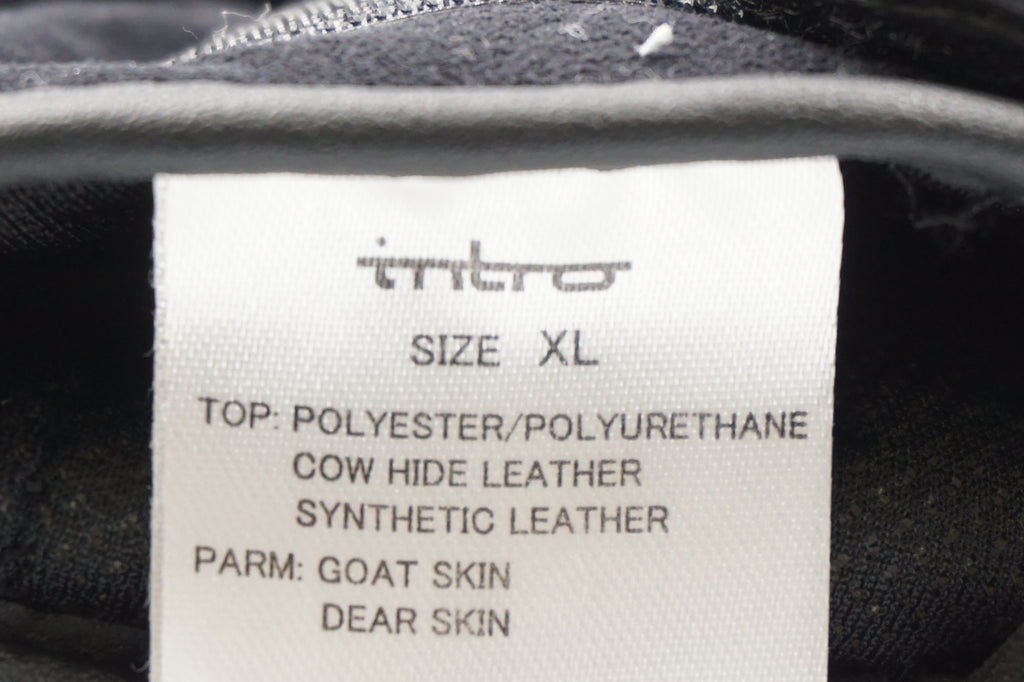 intro
SIZE XL
TOP: POLYESTER/POLYURETHANE
COW HIDE LEATHER
SYNTHETIC LEATHER
PARM: GOAT SKIN
DEAR SKIN